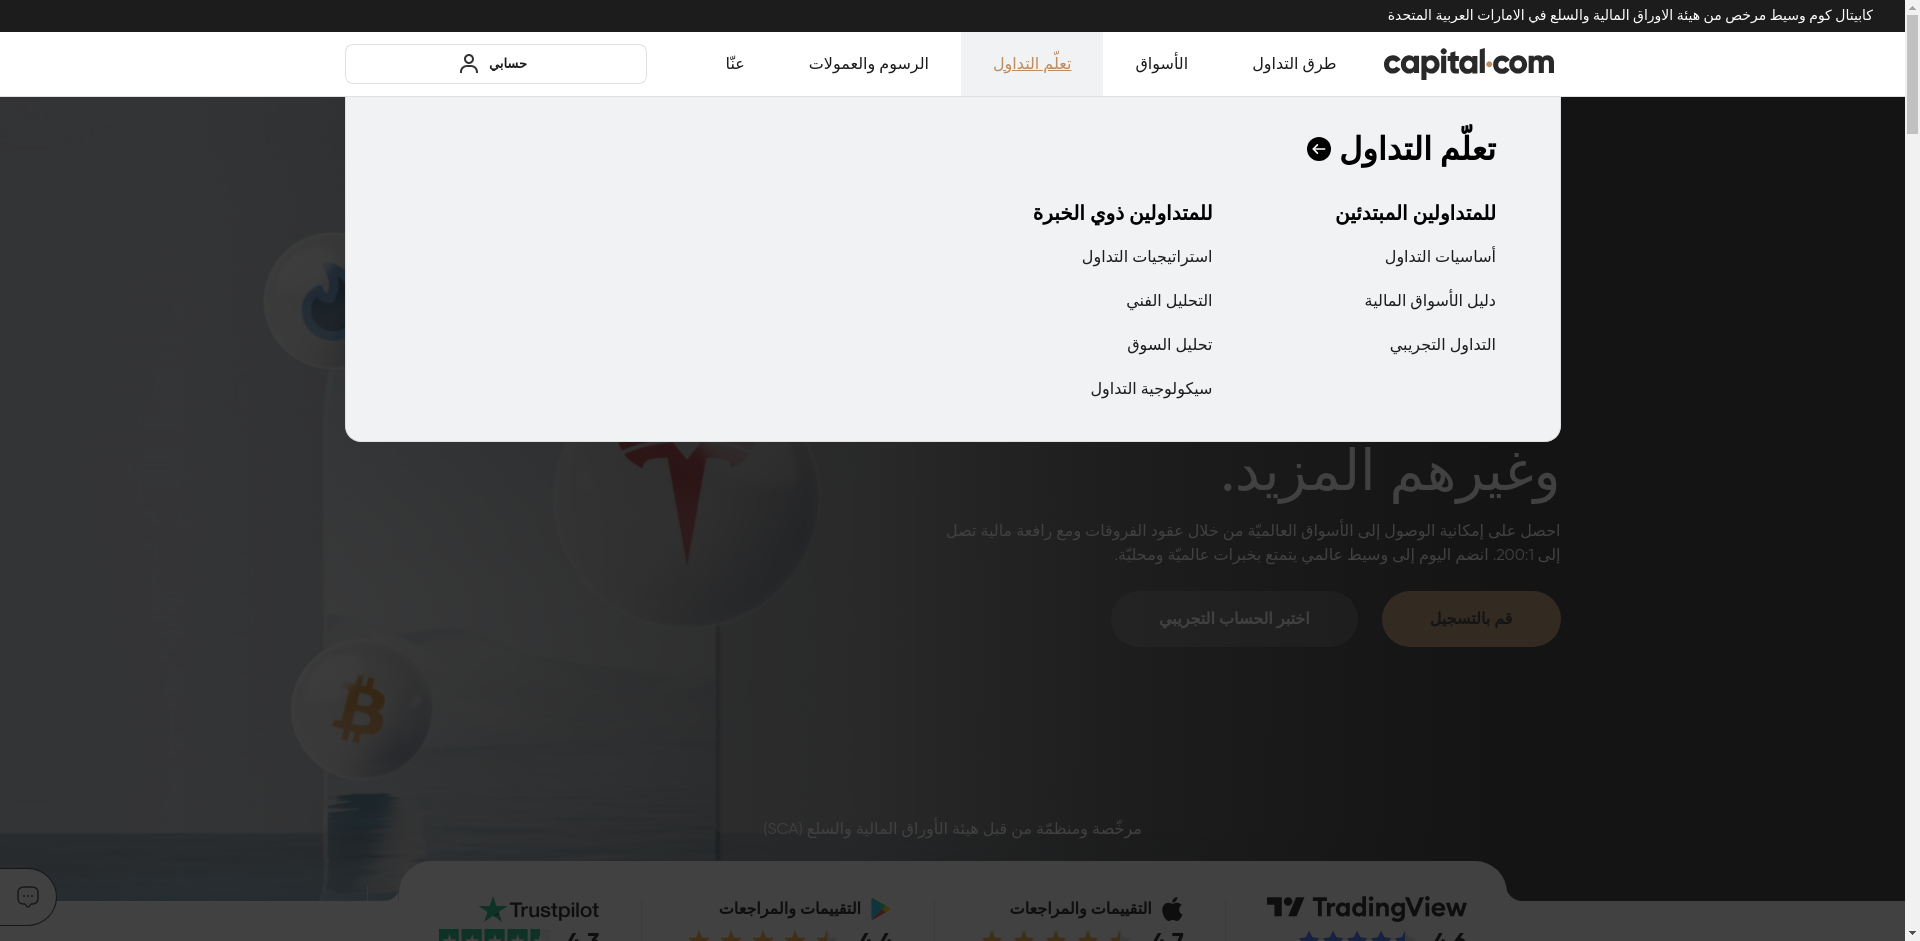 كابيتال كوم وسيط مرخص من هيئة الاوراق المالية والسلع في الامارات العربية المتحدة
capital.com
طرق التداول
الأسواق
تعلّم التداول
الرسوم والعمولات
عنّا
حسابي
تعلّم التداول
للمتداولين المبتدئين
أساسيات التداول
دليل الأسواق المالية
التداول التجريبي
للمتداولين ذوي الخبرة
استراتيجيات التداول
التحليل الفني
تحليل السوق
سيكولوجية التداول
وغيرهم المزيد.
احصل على إمكانية الوصول إلى الأسواق العالميّة من خلال عقود الفروقات ومع رافعة مالية تصل
إلى 200:1. انضم اليوم إلى وسيط عالمي يتمتع بخبرات عالميّة ومحليّة.
قم بالتسجيل
اختبر الحساب التجريبي
مرخّصة ومنظمّة من قبل هيئة الأوراق المالية والسلع (SCA)
TradingView
4.6
التقييمات والمراجعات
4.7
التقييمات والمراجعات
4.4
Trustpilot
4.3